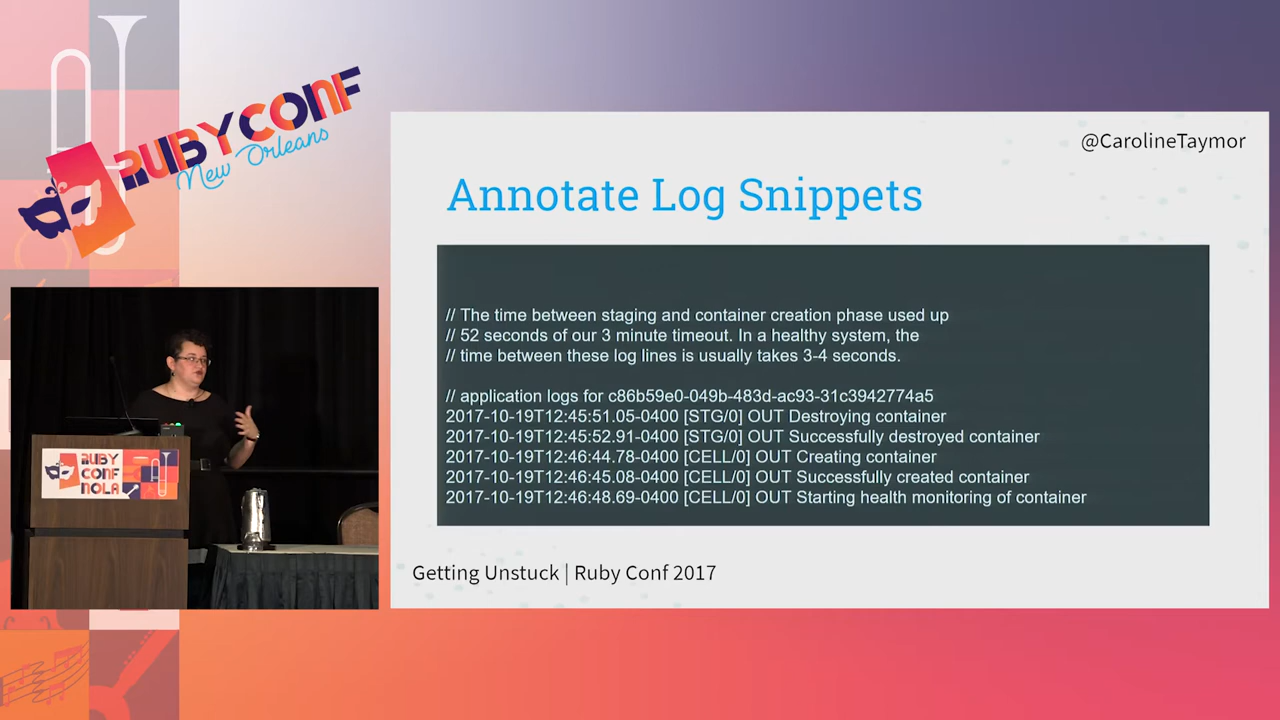 RUBYCONF
New Orleans
@CarolineTaymor
Annotate Log Snippets
// The time between staging and container creation phase used up
// 52 seconds of our 3 minute timeout. In a healthy system, the
// time between these log lines is usually takes 3-4 seconds.
// application logs for c86b59e0-049b-483d-ac93-31c3942774a5
2017-10-19T12:45:51.05-0400 [STG/0] OUT Destroying container
2017-10-19T12:45:52.91-0400 [STG/0] OUT Successfully destroyed container
2017-10-19T12:46:44.78-0400 [CELL/0] OUT Creating container
2017-10-19T12:46:45.08-0400 [CELL/0] OUT Successfully created container
2017-10-19T12:46:48.69-0400 [CELL/0] OUT Starting health monitoring of container
RUBY
CONF
NOLA
Getting Unstuck | Ruby Conf 2017